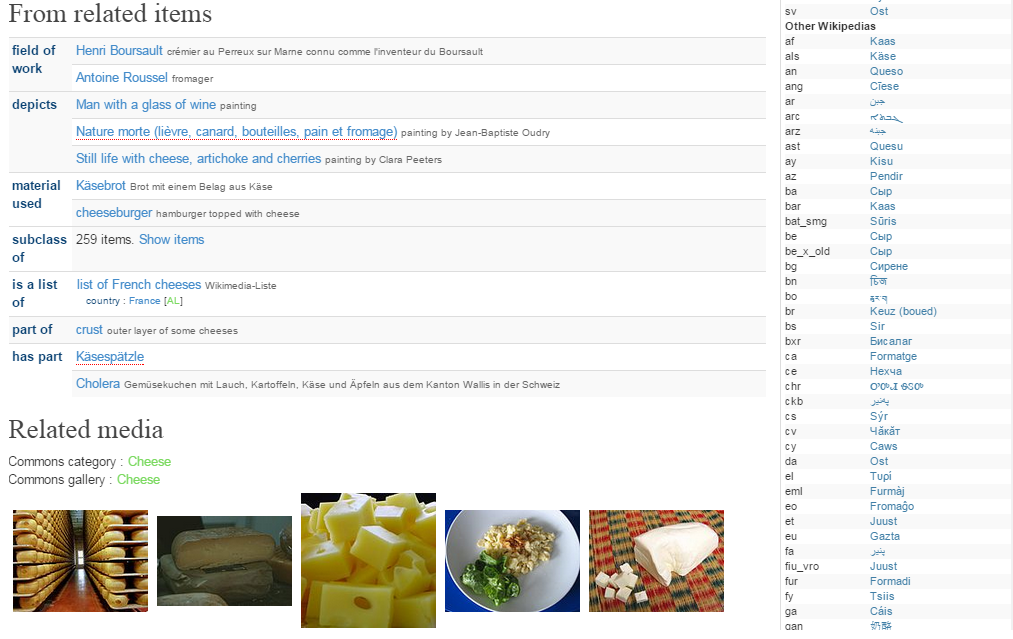 From related items
field of work
Henri Boursault crémier au Perreux sur Marne connu comme l'inventeur du Boursault
Antoine Roussel fromager
depicts
Man with a glass of wine painting
Nature morte (lièvre, canard, bouteilles, pain et fromage) painting by Jean-Baptiste Oudry
Still life with cheese, artichoke and cherries painting by Clara Peeters
material used
Käsebrot Brot mit einem Belag aus Käse
cheeseburger hamburger topped with cheese
subclass of
259 items. Show items
is a list of
list of French cheeses Wikimedia-Liste
country : France [AL]
part of
crust outer layer of some cheeses
has part
Käsespätzle
Cholera Gemüsekuchen mit Lauch, Kartoffeln, Käse und Äpfeln aus dem Kanton Wallis in der Schweiz
Related media
Commons category : Cheese
Commons gallery : Cheese
sv Ost
Other Wikipedias
af Kaas
als Käse
an Queso
ang Cīese
ar جبن
arc
arz جبنه
ast Quesu
ay Kisu
az Pendir
ba Сыр
bar Kaas
bat_smg Sūris
be Сыр
be_x_old Сыр
bg Сирене
bn চিজ
bo
br Keuz (boued)
bs Sir
bxr Бисалаг
ca Formatge
ce Нехча
chr
ckb پەنیر
cs Sýr
cv Чăкăт
cy Caws
da Ost
el Τυρί
eml Furmàj
eo Fromaĝo
et Juust
eu Gazta
fa پنیر
fiu_vro Juust
fur Formadi
fy Tsiis
ga Cáis
gan 奶酪